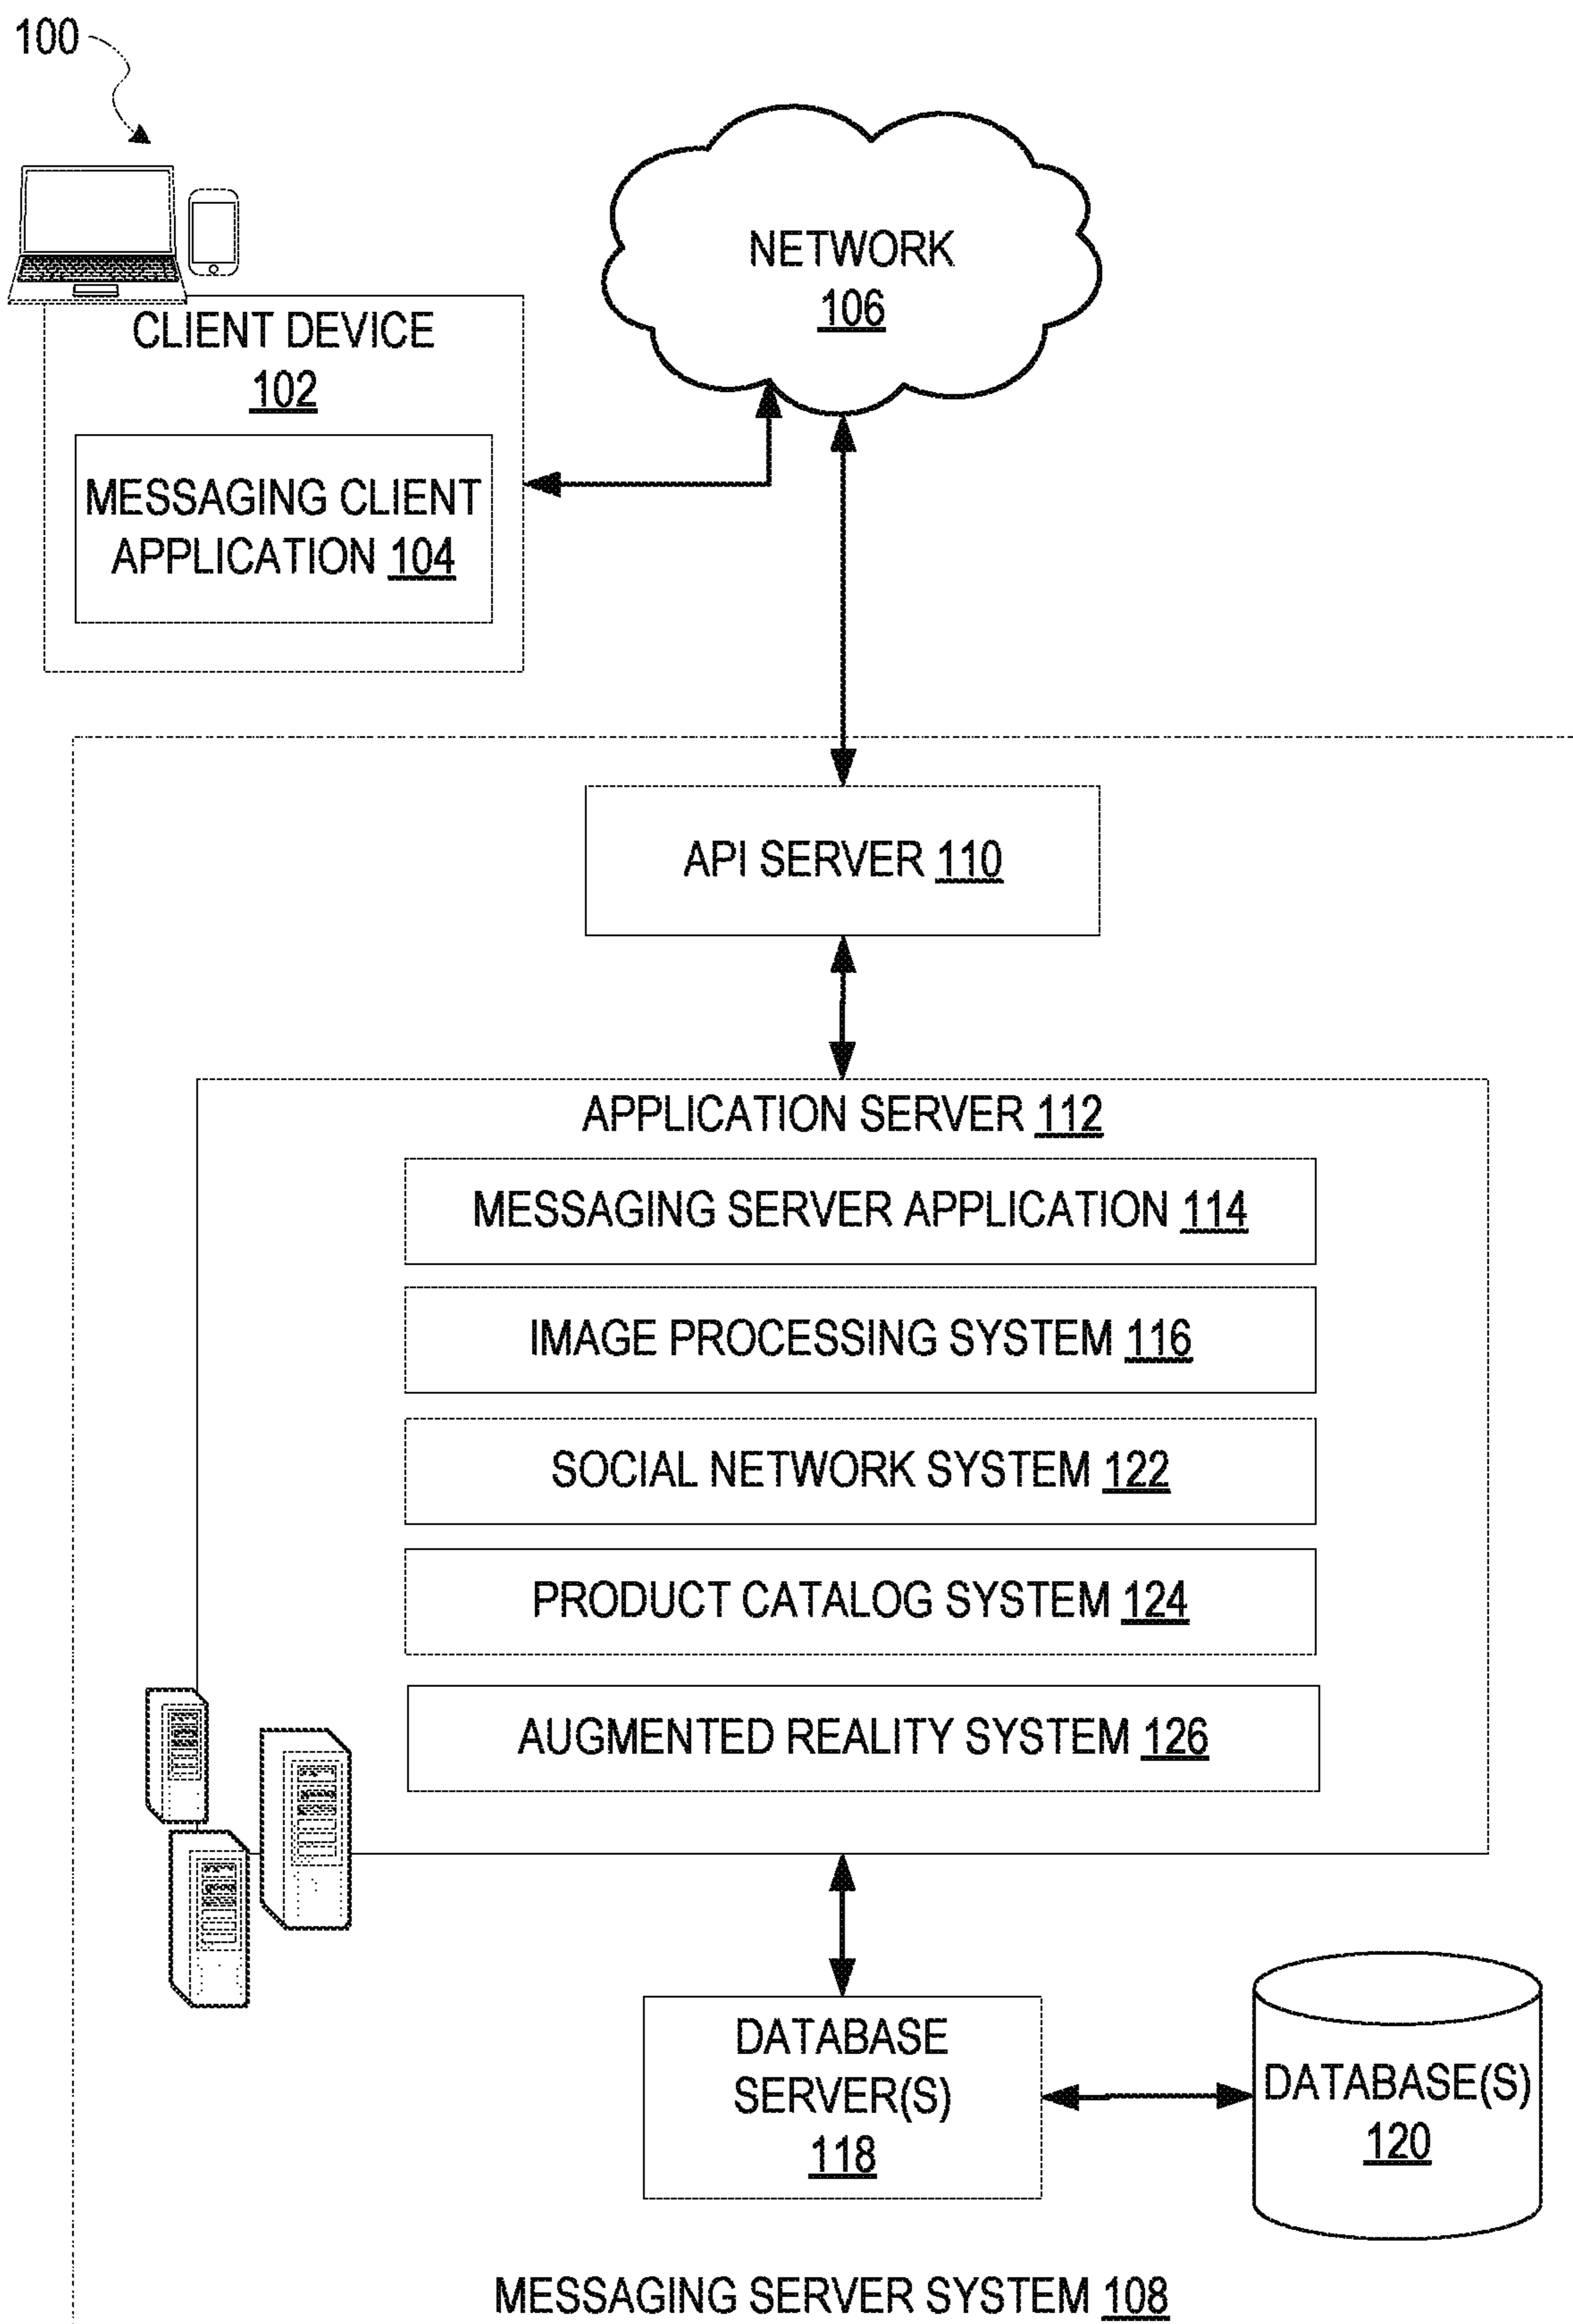 100
NETWORK
106
CLIENT DEVICE
102
MESSAGING CLIENT
APPLICATION 104
API SERVER 110
APPLICATION SERVER 112
MESSAGING SERVER APPLICATION 114
IMAGE PROCESSING SYSTEM 116
SOCIAL NETWORK SYSTEM 122
PRODUCT CATALOG SYSTEM 124
AUGMENTED REALITY SYSTEM 126
DATABASE
SERVER(S)
118
DATABASE(S)
120
MESSAGING SERVER SYSTEM 108